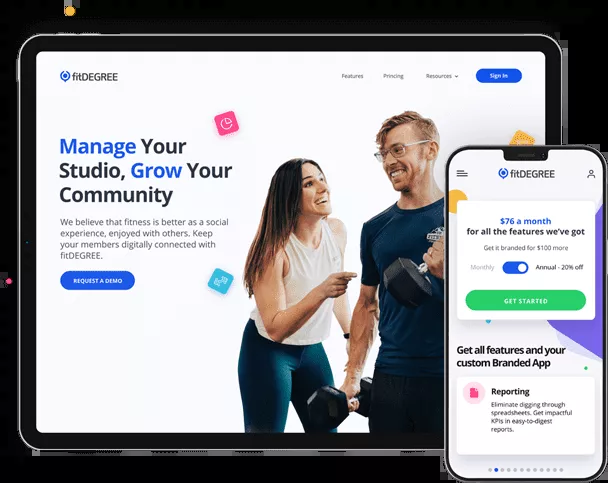 fitDEGREE
Features
Princing
Resources
Sign In
Manage Your
Studio, Grow Your
Community
We believe that fitness is better as a social
experience, enjoyed with others. Keep
your members digitally connected with
fitDEGREE.
REQUEST A DEMO
fitDEGREE
$76 a month
for all the features we've got
Get it branded for $100 more
Monthly
Annual - 20% off
GET STARTED
Get all features and your
custom Branded App
Reporting
Eliminate digging through
spreadsheets. Get impactful
KPIs in easy-to-digest
reports.